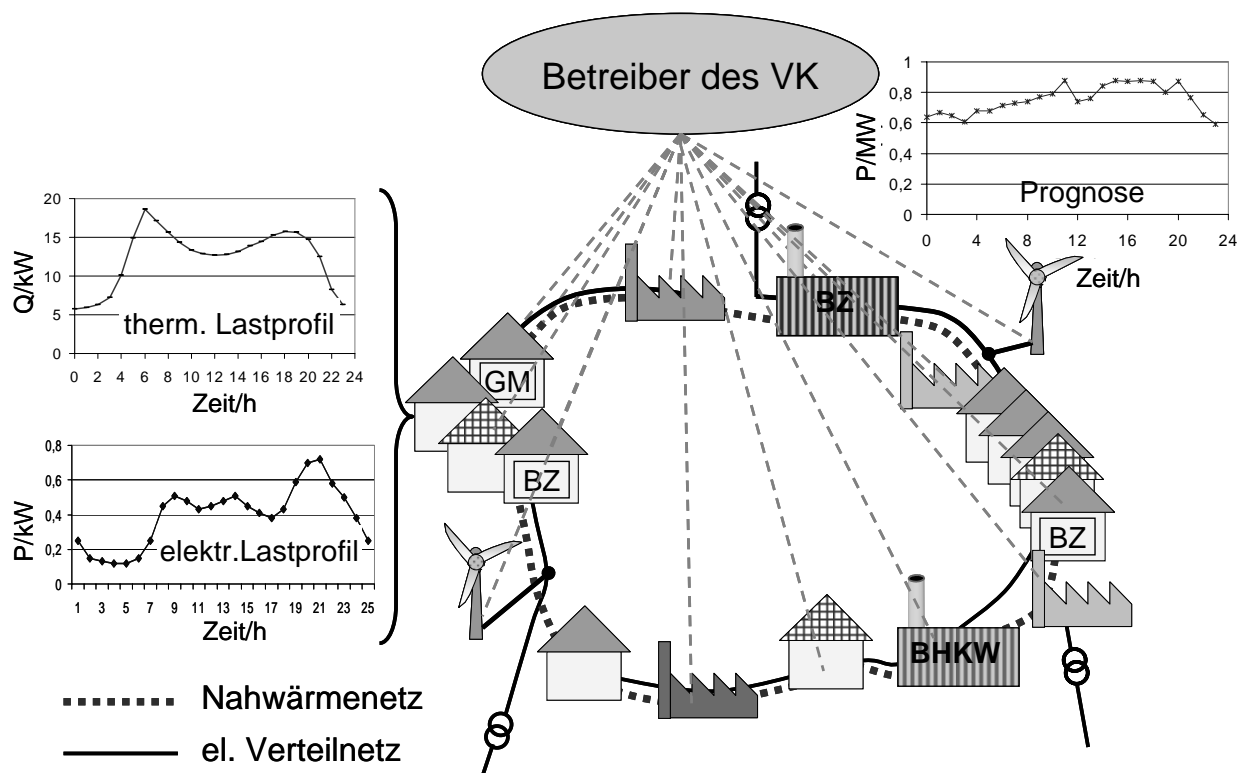 Betreiber des VK
P/MW
1
0,8
0,6
0,4
0,2
0
Prognose
0 4 8 12 16 20 24
Zeit/h
Q/kW
20
15
10
5
0
therm. Lastprofil
0 2 4 6 8 10 12 14 16 18 20 22 24
Zeit/h
P/kW
0,8
0,6
0,4
0,2
0
elektr.Lastprofil
1 3 5 7 9 11 13 15 17 19 21 23 25
Zeit/h
BZ
GM
BZ
BZ
BHKW
Nahwärmenetz
el. Verteilnetz